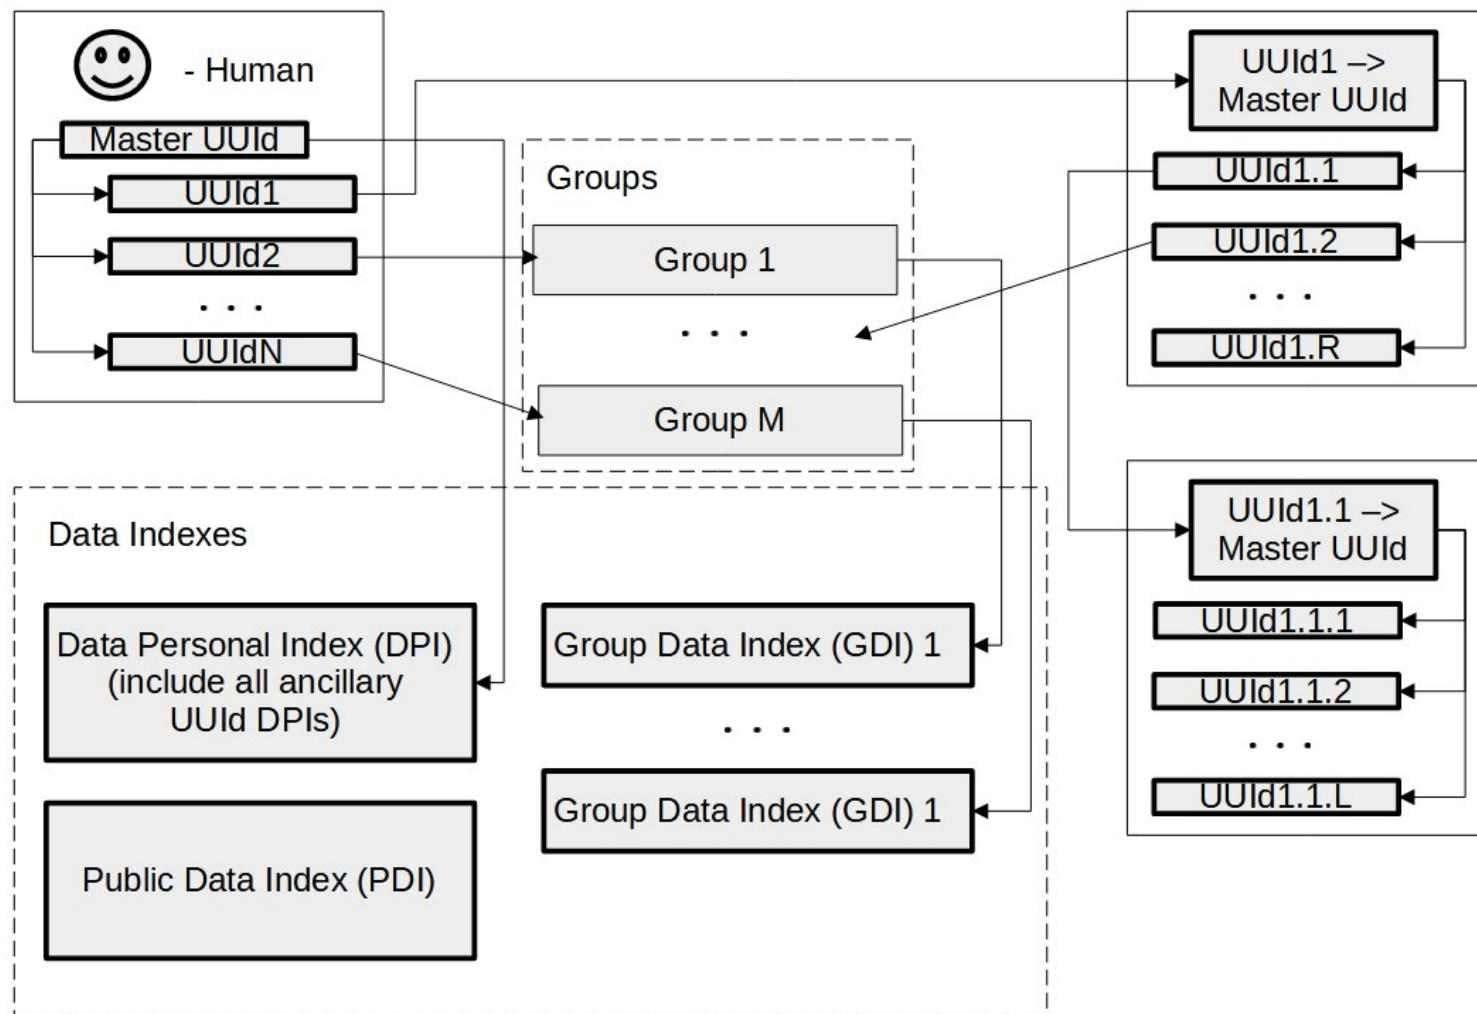 - Human
Master UUId
UUId1
UUId2
. . .
UUIdN
Groups
Group 1
. . .
Group M
UUId1 –>
Master UUId
UUId1.1
UUId1.2
. . .
UUId1.R
UUId1.1 –>
Master UUId
UUId1.1.1
UUId1.1.2
. . .
UUId1.1.L
Data Indexes
Data Personal Index (DPI)
(include all ancillary
UUId DPIs)
Public Data Index (PDI)
Group Data Index (GDI) 1
. . .
Group Data Index (GDI) 1